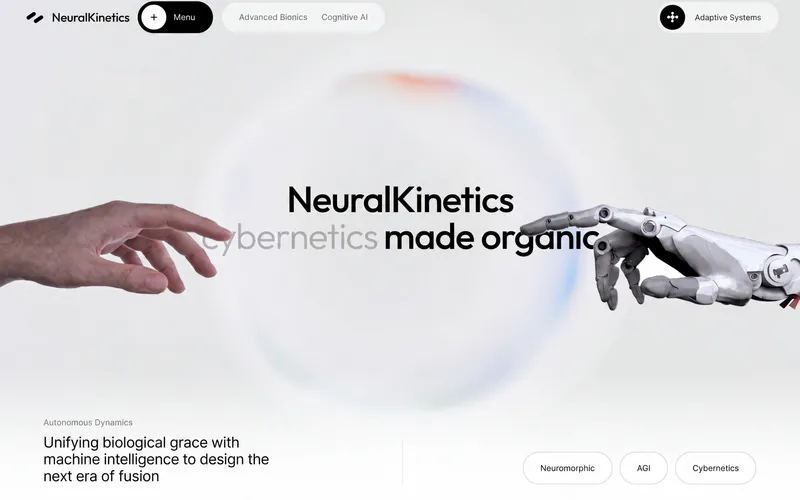 NeuralKinetics
Menu
Advanced Bionics
Cognitive AI
Adaptive Systems
NeuralKinetics
cybernetics made organic
Autonomous Dynamics
Unifying biological grace with
machine intelligence to design the
next era of fusion
Neuromorphic
AGI
Cybernetics